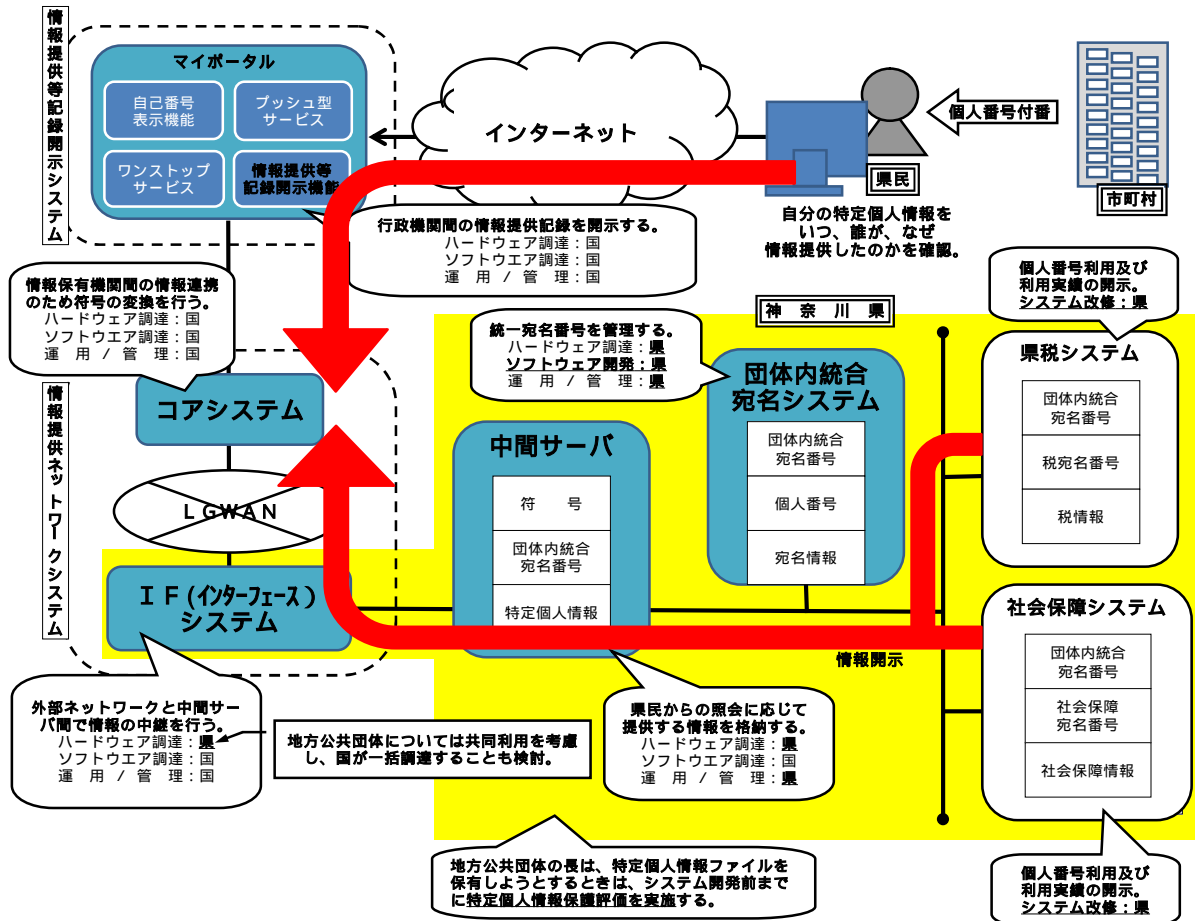 情報提供等記録開示システム
マイポータル
自己番号
表示機能
プッシュ型
サービス
ワンストップ
サービス
情報提供等
記録開示機能
インターネット
個人番号付番
県民
市町村
自分の特定個人情報を
いつ、誰が、なぜ
情報提供したのかを確認。
行政機関間の情報提供記録を開示する。
ハードウェア調達：国
ソフトウエア調達：国
運　用　/　管　理：国
情報保有機関間の情報連携
のため符号の変換を行う。
ハードウェア調達：国
ソフトウエア調達：国
運　用　/　管　理：国
個人番号利用及び
利用実績の開示。
システム改修：県
神 奈 川 県
統一宛名番号を管理する。
ハードウェア調達：県
ソフトウェア開発：県
運　用　/　管　理：県
情報提供ネットワークシステム
コアシステム
LGWAN
ＩＦ(インターフェース)
システム
中間サーバ
符　号
団体内統合
宛名番号
特定個人情報
団体内統合
宛名システム
団体内統合
宛名番号
個人番号
宛名情報
県税システム
団体内統合
宛名番号
税宛名番号
税情報
社会保障システム
団体内統合
宛名番号
社会保障
宛名番号
社会保障情報
情報開示
外部ネットワークと中間サー
バ間で情報の中継を行う。
ハードウェア調達：県
ソフトウエア調達：国
運　用　/　管　理：国
地方公共団体については共同利用を考慮
し、国が一括調達することも検討。
県民からの照会に応じて
提供する情報を格納する。
ハードウェア調達：県
ソフトウエア調達：国
運　用　/　管　理：県
地方公共団体の長は、特定個人情報ファイルを
保有しようとするときは、システム開発前まで
に特定個人情報保護評価を実施する。
個人番号利用及び
利用実績の開示。
システム改修：県